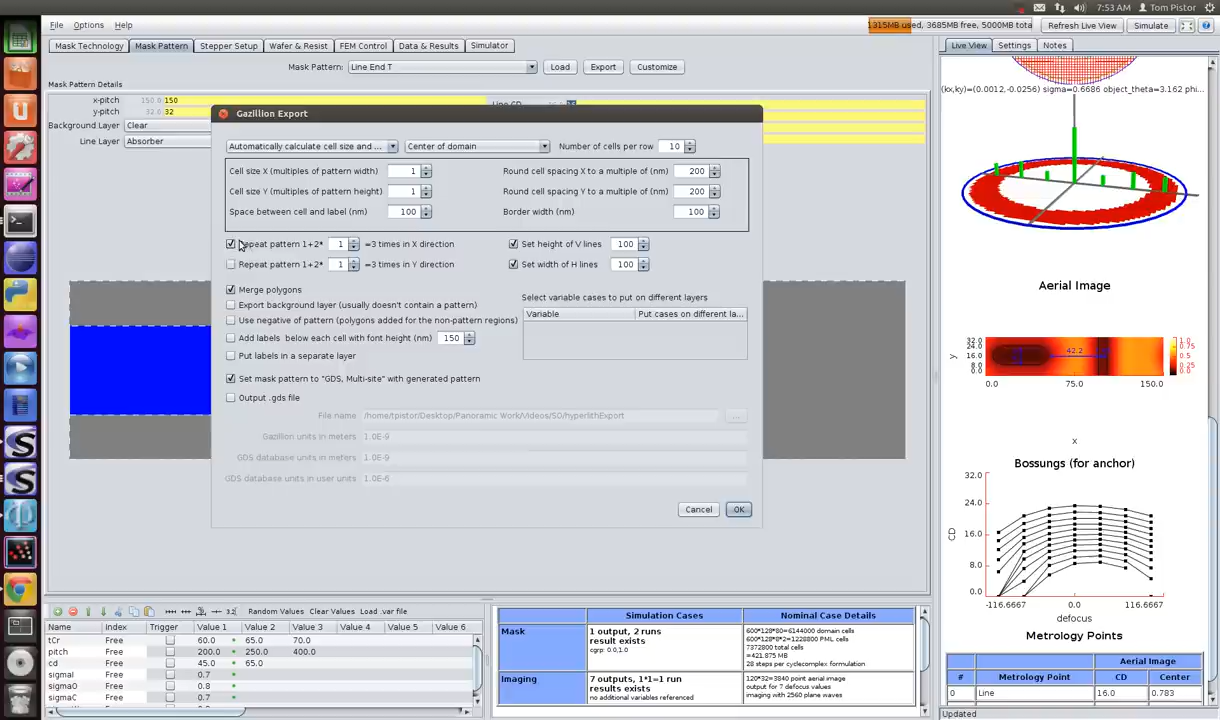 7:53 AM Tom Pistor
File Options Help
1315MB used, 3685MB free, 5000MB tota
Refresh Live View Simulate
Mask Technology Mask Pattern Stepper Setup Wafer & Resist FEM Control Data & Results Simulator
Live View Settings Notes
Mask Pattern: Line End T Load Export Customize
Mask Pattern Details
(kx,ky)=(0.0012, -0.0256) sigma=0.6686 object_theta=3.162 phi...
x-pitch 150.0 150
y-pitch 32.0 32
Background Layer Clear
Line Layer Absorber
Gazillion Export
Automatically calculate cell size and ... Center of domain Number of cells per row 10
Cell size X (multiples of pattern width) 1 Round cell spacing X to a multiple of (nm) 200
Cell size Y (multiples of pattern height) 1 Round cell spacing Y to a multiple of (nm) 200
Space between cell and label (nm) 100 Border width (nm) 100
Repeat pattern 1+2* 1 =3 times in X direction Set height of V lines 100
Repeat pattern 1+2* 1 =3 times in Y direction Set width of H lines 100
Merge polygons
Export background layer (usually doesn't contain a pattern)
Use negative of pattern (polygons added for the non-pattern regions)
Add labels below each cell with font height (nm) 150
Put labels in a separate layer
Select variable cases to put on different layers
Variable Put cases on different la...
Set mask pattern to "GDS, Multi-site" with generated pattern
Output .gds file
File name /home/tpistor/Desktop/Panoramic Work/Videos/SO/hyperlithExport ...
Gazillion units in meters 1.0E-9
GDS database units in meters 1.0E-9
GDS database units in user units 1.0E-6
Cancel OK
Aerial Image
y
32.0
24.0
16.0
8.0
0.0
42.2
1.0
0.75
0.5
0.25
0.0 75.0 150.0
x
Bossungs (for anchor)
CD
32.0
24.0
16.0
8.0
0.0
-116.6667 0.0 116.6667
defocus
Metrology Points
Aerial Image
# Metrology Point CD Center
0 Line 16.0 0.783
Updated
Random Values Clear Values Load .var file
Name Index Trigger Value 1 Value 2 Value 3 Value 4 Value 5 Value 6
tCr Free 60.0 65.0 70.0
pitch Free 200.0 250.0 400.0
cd Free 45.0 65.0
sigmaI Free 0.7
sigmaO Free 0.8
sigmaC Free 0.7
Simulation Cases Nominal Case Details
Mask
1 output, 2 runs
result exists
cgrp: 0.0,1.0
600*128*80=6144000 domain cells
600*128*8*2=1228800 PML cells
7372800 total cells
=421.875 MB
28 steps per cyclecomplex formulation
Imaging
7 outputs, 1*1=1 run
results exists
no additional variables referenced
120*32=3840 point aerial image
output for 7 defocus values
imaging with 2560 plane waves